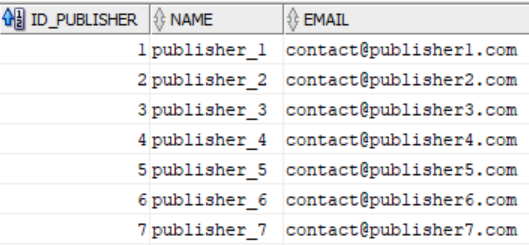 ID_PUBLISHER NAME EMAIL
1 publisher_1 contact@publisher1.com
2 publisher_2 contact@publisher2.com
3 publisher_3 contact@publisher3.com
4 publisher_4 contact@publisher4.com
5 publisher_5 contact@publisher5.com
6 publisher_6 contact@publisher6.com
7 publisher_7 contact@publisher7.com